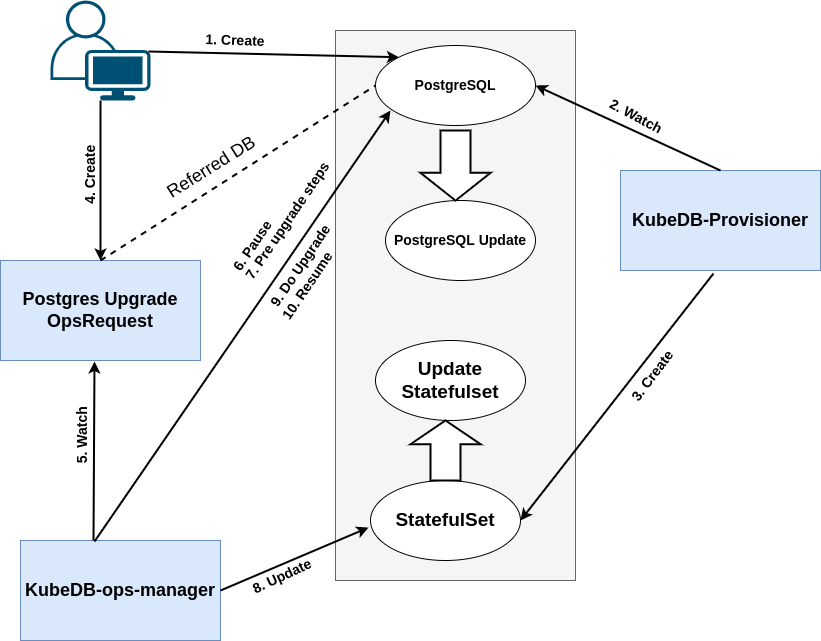 1. Create
PostgreSQL
2. Watch
4. Create
Referred DB
6. Pause
7. Pre upgrade steps
9. Do Upgrade
10. Resume
KubeDB-Provisioner
PostgreSQL Update
Postgres Upgrade
OpsRequest
Update
Statefulset
3. Create
5. Watch
StatefulSet
KubeDB-ops-manager
8. Update